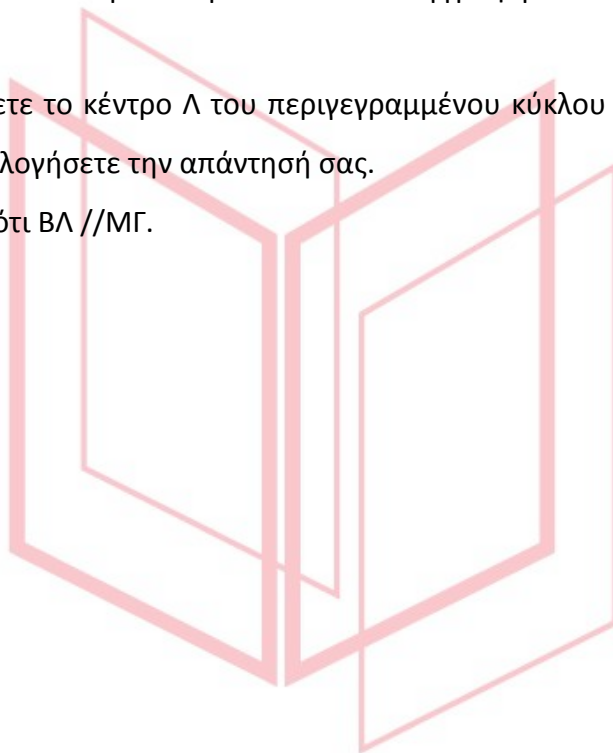 ετε το κέντρο Λ του περιγεγραμμένου κύκλου
λογήσετε την απάντησή σας.
ότι ΒΛ //ΜΓ.